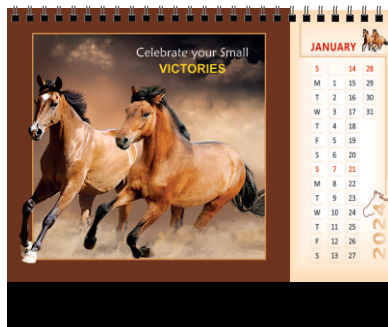 Celebrate your Small
VICTORIES
JANUARY
S 14 28
M 1 15 29
T 2 16 30
W 3 17 31
T 4 18
F 5 19
S 6 20
S 7 21
M 8 22
T 9 23
W 10 24
T 11 25
F 12 26
S 13 27
2024